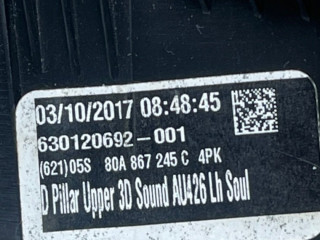 03/10/2017 08:48:45
630120692-001
(621)05S 80A 867 245 C 4PK
D Pillar Upper 3D Sound AU426 Lh Soul